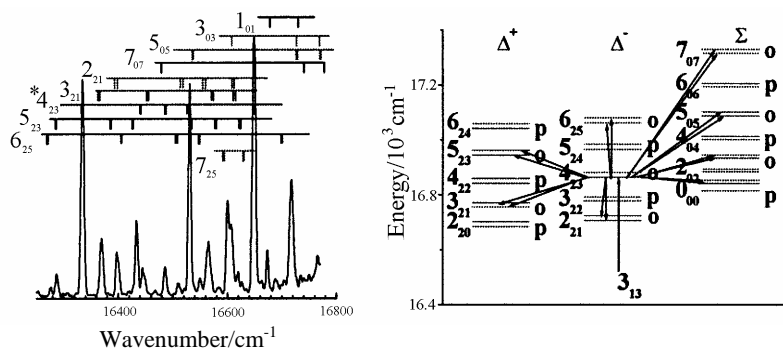 1₀₁
3₀₃
5₀₅
7₀₇
2₂₁
3₂₁
*4₂₃
5₂₃
6₂₅
7₂₅
16400 16600 16800
Wavenumber/cm⁻¹
Δ⁺ Δ⁻ Σ
17.2
16.8
16.4
Energy/10³cm⁻¹
6₂₄ p
5₂₃ o
4₂₂ p
3₂₁ o
2₂₀ p
6₂₅ o
5₂₄ p
4₂₃ o
3₂₂ p
2₂₁ o
7₀₇ o
6₀₆ p
5₀₅ o
4₀₄ p
2₀₂ o
0₀₀ p
3₁₃